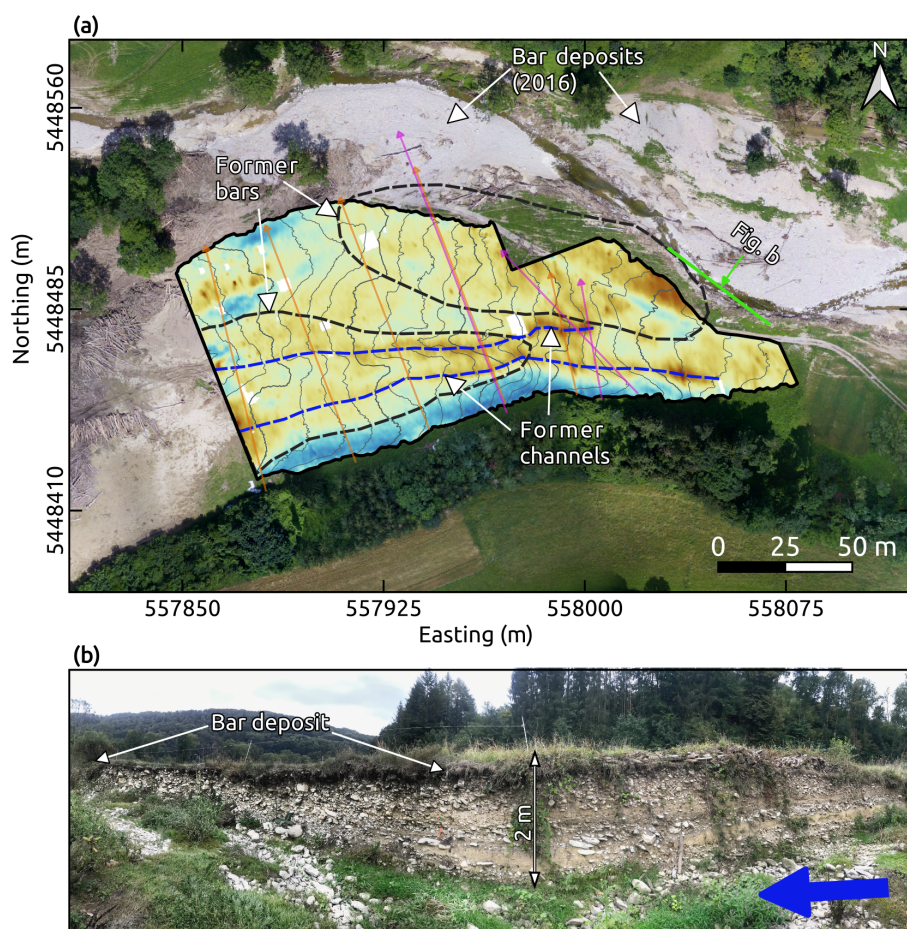 (a)
Bar deposits
(2016)
N
5448560
Former
bars
Fig. b
Northing (m)
5448485
Former
channels
5448410
0 25 50 m
557850 557925 558000 558075
Easting (m)
(b)
Bar deposit
2 m